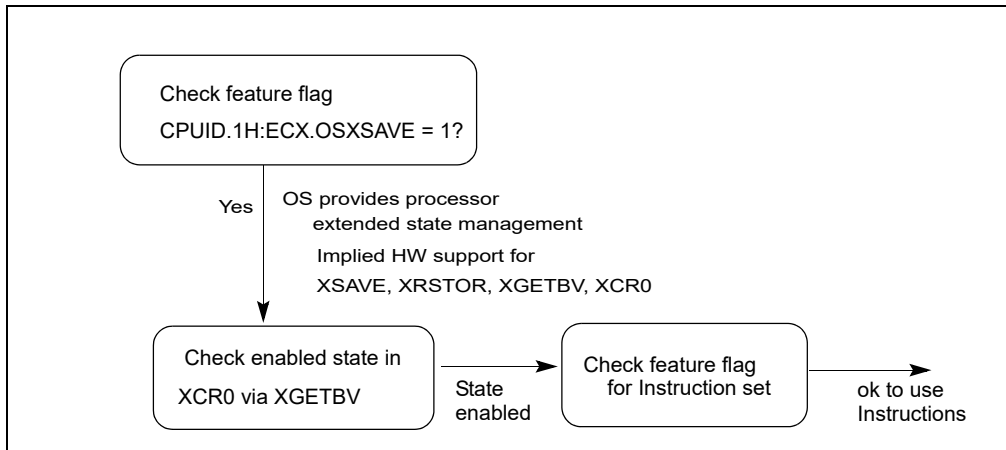 Check feature flag
CPUID.1H:ECX.OSXSAVE = 1?
Yes
OS provides processor
extended state management
Implied HW support for
XSAVE, XRSTOR, XGETBV, XCR0
Check enabled state in
XCR0 via XGETBV
State
enabled
Check feature flag
for Instruction set
ok to use
Instructions